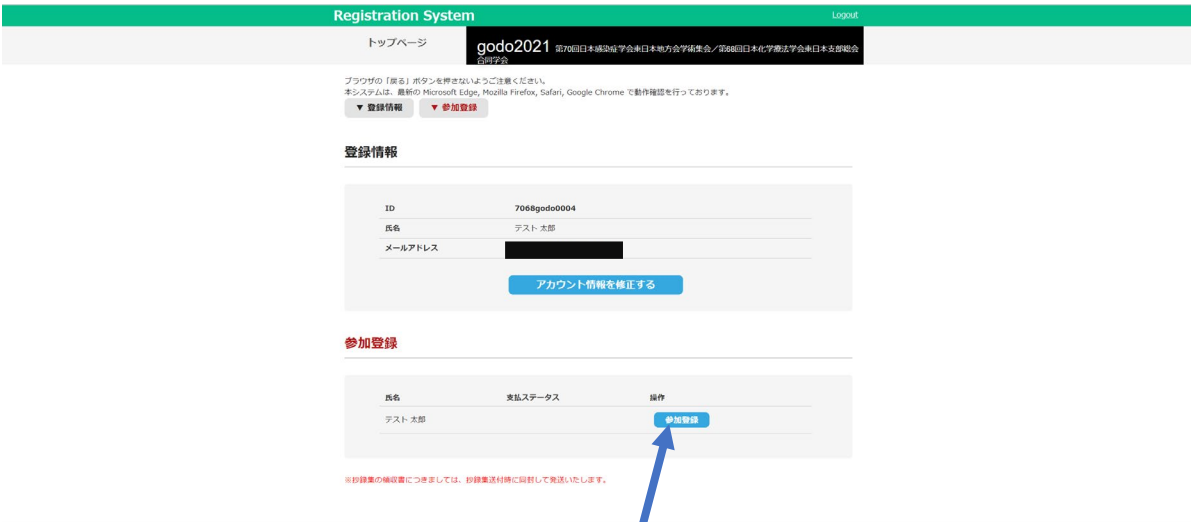 Registration System
Logout
トップページ
godo2021 第70回日本感染症学会東日本地方会学術集会／第68回日本化学療法学会東日本支部総会
合同学会
ブラウザの「戻る」ボタンを押さないようご注意ください。
本システムは、最新の Microsoft Edge, Mozilla Firefox, Safari, Google Chrome で動作確認を行っております。
▼ 登録情報 ▼ 参加登録
登録情報
ID 7068godo0004
氏名 テスト 太郎
メールアドレス
アカウント情報を修正する
参加登録
氏名 支払ステータス 操作
テスト 太郎 参加登録
※抄録集の領収書につきましては、抄録集送付時に同封して発送いたします。